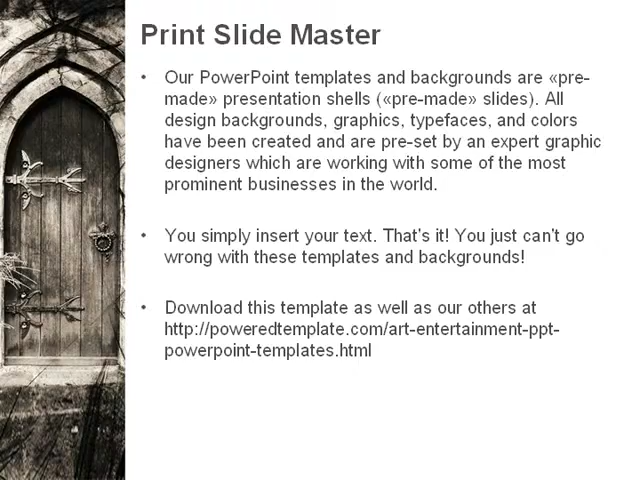 Print Slide Master
• Our PowerPoint templates and backgrounds are «pre-
made» presentation shells («pre-made» slides). All
design backgrounds, graphics, typefaces, and colors
have been created and are pre-set by an expert graphic
designers which are working with some of the most
prominent businesses in the world.
• You simply insert your text. That's it! You just can't go
wrong with these templates and backgrounds!
• Download this template as well as our others at
http://poweredtemplate.com/art-entertainment-ppt-
powerpoint-templates.html